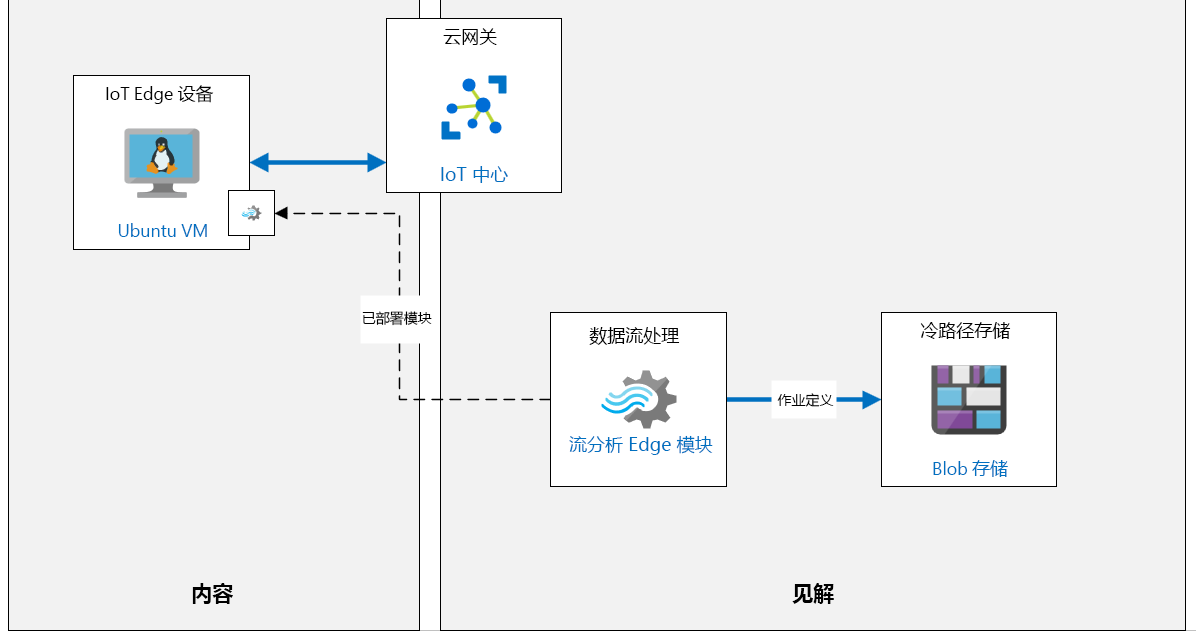 云网关
IoT 中心
IoT Edge 设备
Ubuntu VM
已部署模块
数据流处理
流分析 Edge 模块
作业定义
冷路径存储
Blob 存储
内容
见解